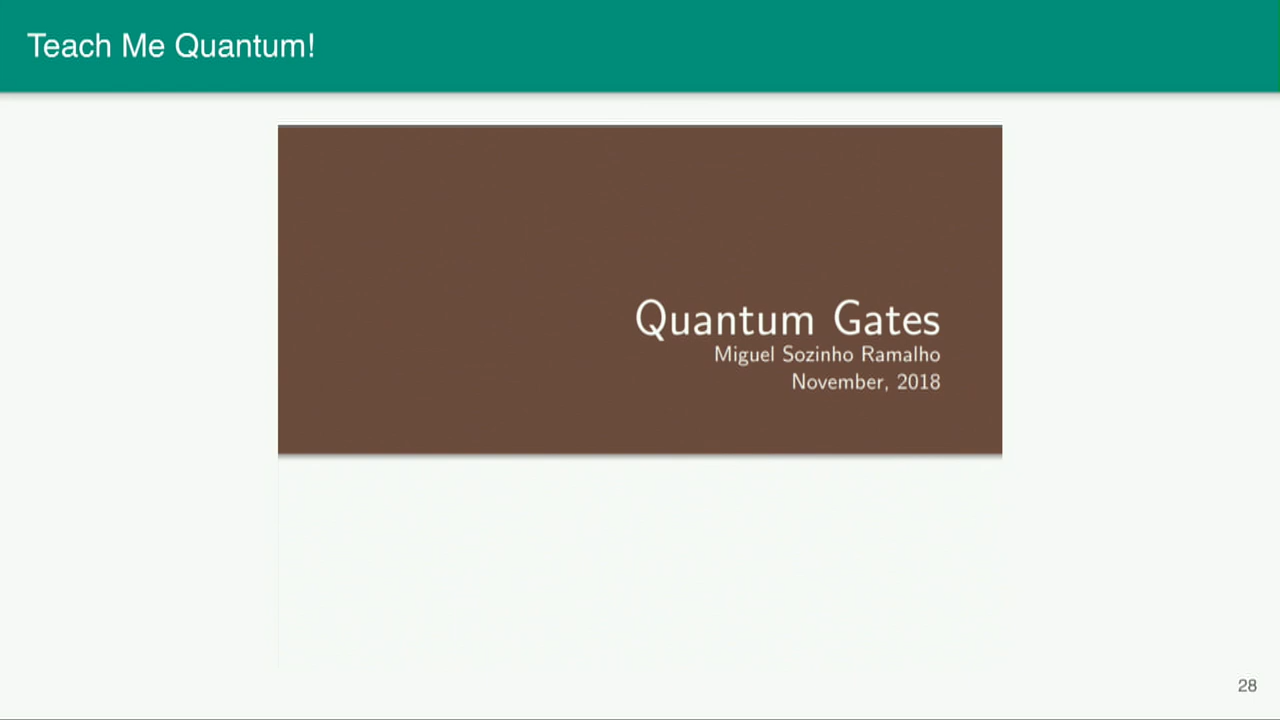 Teach Me Quantum!
Quantum Gates
Miguel Sozinho Ramalho
November, 2018
28